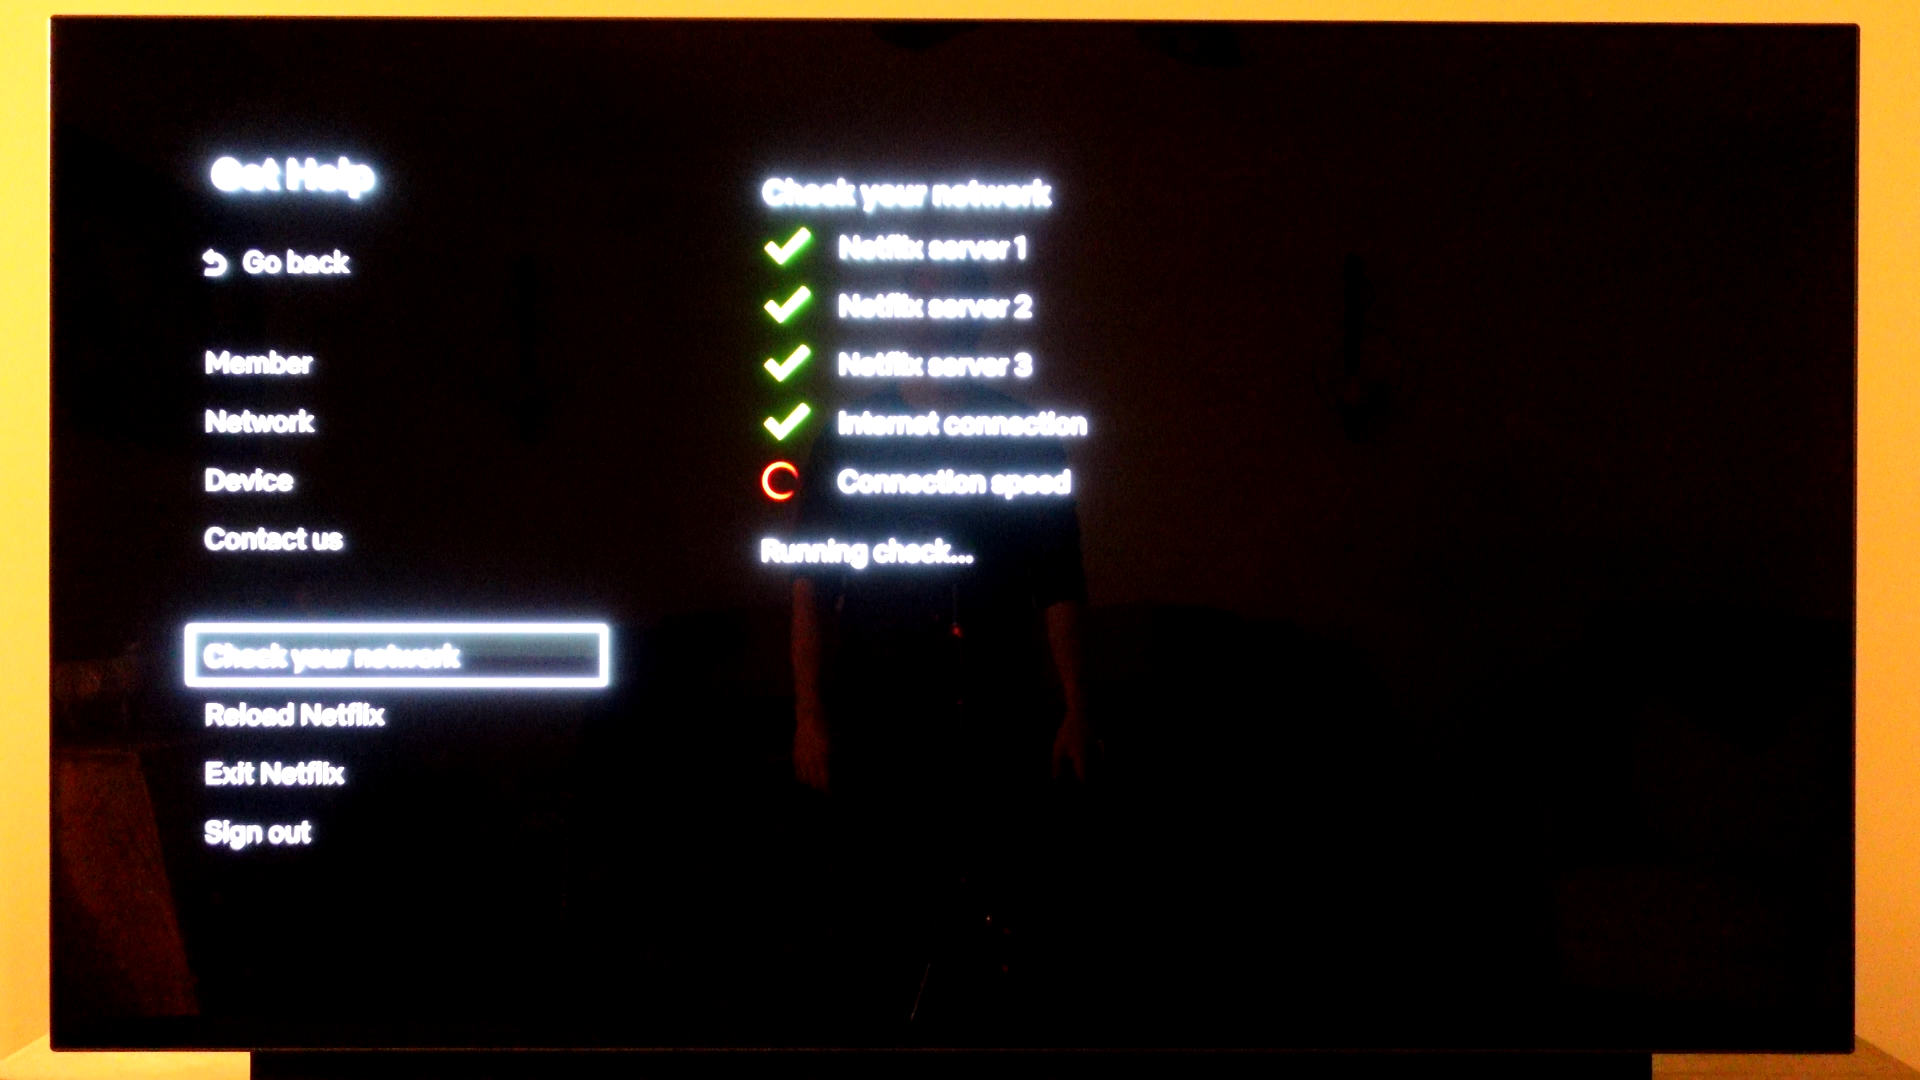 Get Help
Go back
Member
Network
Device
Contact us
Check your network
Reload Netflix
Exit Netflix
Sign out
Check your network
Netflix server 1
Netflix server 2
Netflix server 3
Internet connection
Connection speed
Running check...